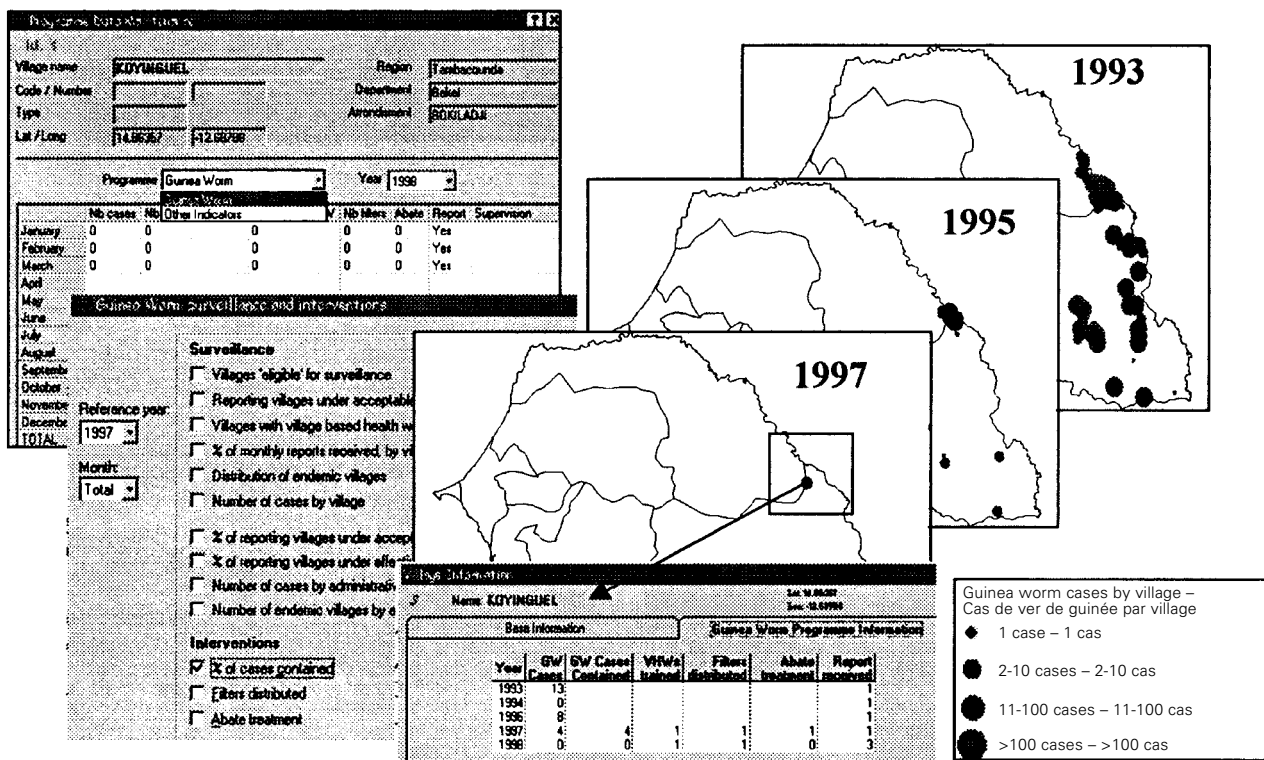 Village name KOYINGUEL Region Tambacounda
Code / Number Department Bakel
Type Arrondissement BOKILADJI
Lat / Long
Programme Guinea Worm Year 1998
Guinea Worm
Other Indicators
Nb cases Nb Nb filters Abate Report Supervision
January 0 0 0 0 0 Yes
February 0 0 0 0 0 Yes
March 0 0 0 0 0 Yes
April
May
June
July
August
Septembe
October
Novembe
Decembe
TOTAL
Guinea Worm surveillance and interventions
Reference year:
1997
Month:
Total
Surveillance
Villages 'eligible' for surveillance
Reporting villages under acceptable
Villages with village based health w
% of monthly reports received, by vi
Distribution of endemic villages
Number of cases by village
% of reporting villages under accep
% of reporting villages under effe
Number of cases by administrati
Number of endemic villages by a
Interventions
% of cases contained
Filters distributed
Abate treatment
1993
1995
1997
Name: KOYINGUEL
Base Information Guinea Worm Programme Information
Year GW Cases GW Cases Contained VHWs trained Filters distributed Abate treatment Report received
1993 13 1
1994 0 1
1996 8 1
1997 4 4 1 1 1 1
1998 0 0 1 1 0 3
Guinea worm cases by village –
Cas de ver de guinée par village
1 case – 1 cas
2-10 cases – 2-10 cas
11-100 cases – 11-100 cas
>100 cases – >100 cas